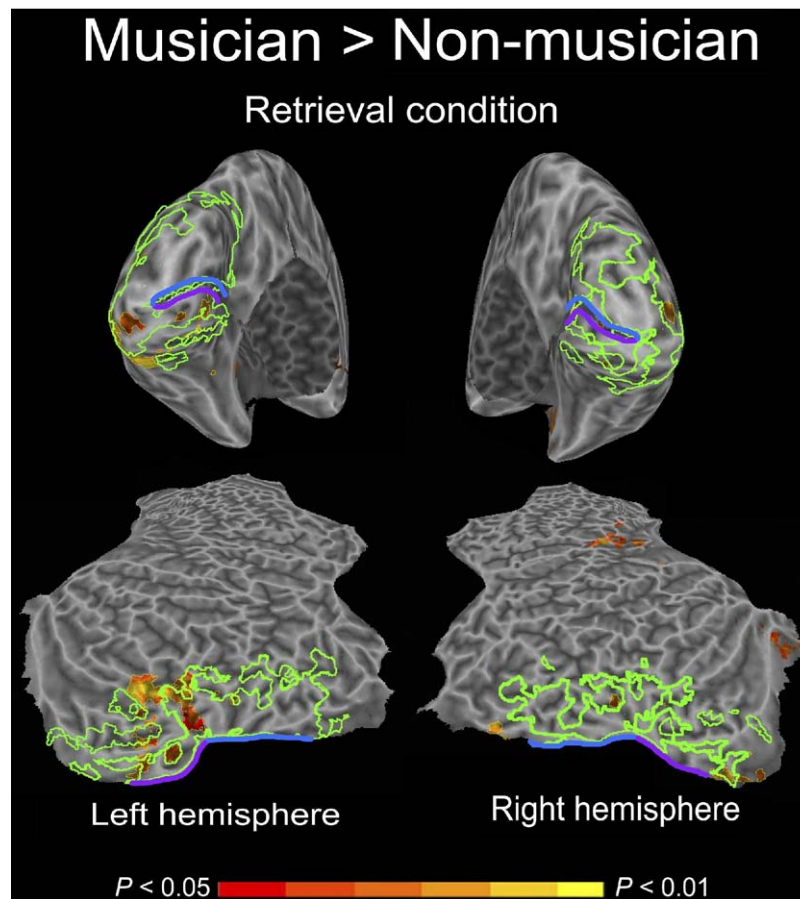 Musician > Non-musician
Retrieval condition
Left hemisphere
Right hemisphere
P < 0.05
P < 0.01